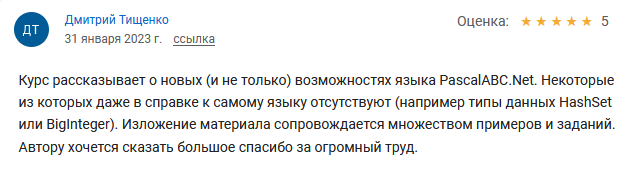 ДТ
Дмитрий Тищенко
Оценка: ★ ★ ★ ★ ★ 5
31 января 2023 г. ссылка
Курс рассказывает о новых (и не только) возможностях языка PascalABC.Net. Некоторые
из которых даже в справке к самому языку отсутствуют (например типы данных HashSet
или BigInteger). Изложение материала сопровождается множеством примеров и заданий.
Автору хочется сказать большое спасибо за огромный труд.